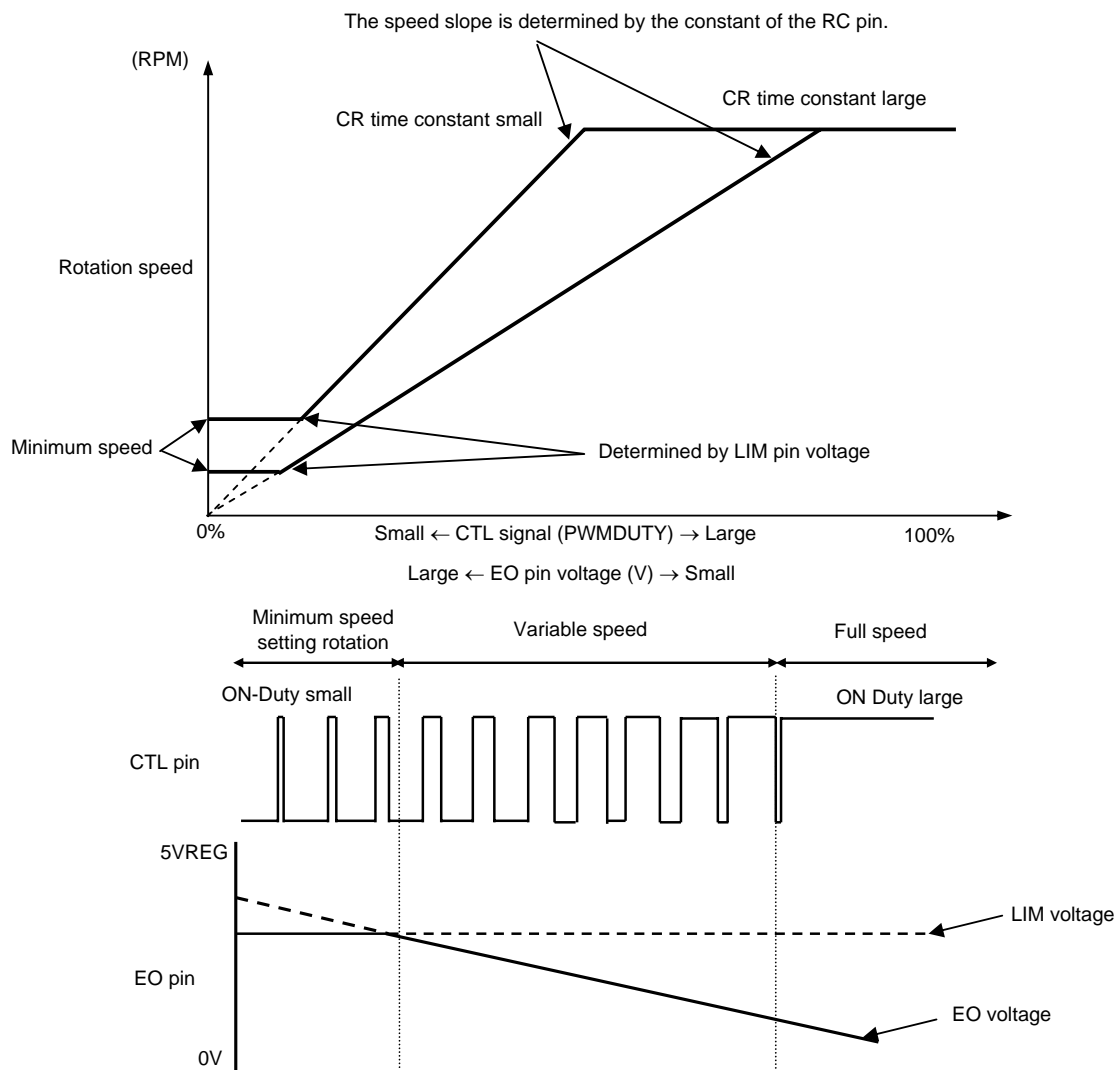 The speed slope is determined by the constant of the RC pin.
(RPM)
CR time constant large
CR time constant small
Rotation speed
Minimum speed
Determined by LIM pin voltage
0%
Small ← CTL signal (PWMDUTY) → Large
100%
Large ← EO pin voltage (V) → Small
Minimum speed
setting rotation
Variable speed
Full speed
ON-Duty small
ON Duty large
CTL pin
5VREG
LIM voltage
EO pin
EO voltage
0V